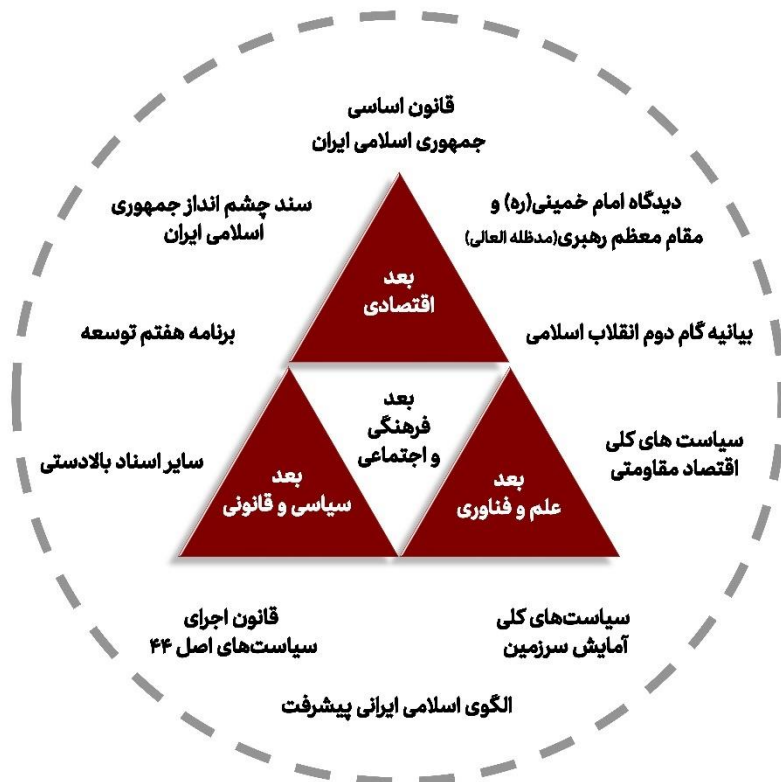 قانون اساسی
جمهوری اسلامی ایران
دیدگاه امام خمینی(ره) و
مقام معظم رهبری(مدظله العالی)
سند چشم انداز جمهوری
اسلامی ایران
بعد
اقتصادی
بیانیه گام دوم انقلاب اسلامی
برنامه هفتم توسعه
بعد
فرهنگی
و اجتماعی
سیاست های کلی
اقتصاد مقاومتی
بعد
علم و فناوری
بعد
سیاسی و قانونی
سایر اسناد بالادستی
سیاست‌های کلی
آمایش سرزمین
قانون اجرای
سیاست‌های اصل ۴۴
الگوی اسلامی ایرانی پیشرفت